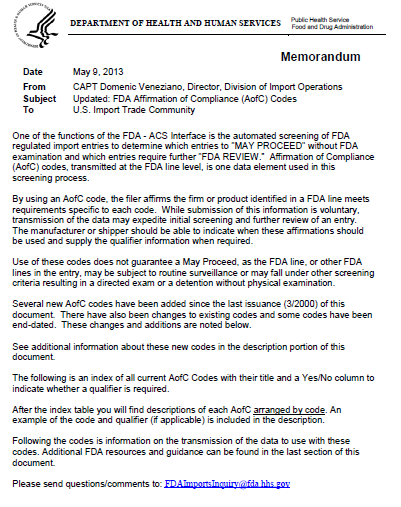 DEPARTMENT OF HEALTH AND HUMAN SERVICES
Public Health Service
Food and Drug Administration
Memorandum
Date May 9, 2013
From CAPT Domenic Veneziano, Director, Division of Import Operations
Subject Updated: FDA Affirmation of Compliance (AofC) Codes
To U.S. Import Trade Community
One of the functions of the FDA - ACS Interface is the automated screening of FDA
regulated import entries to determine which entries to "MAY PROCEED" without FDA
examination and which entries require further "FDA REVIEW." Affirmation of Compliance
(AofC) codes, transmitted at the FDA line level, is one data element used in this
screening process.
By using an AofC code, the filer affirms the firm or product identified in a FDA line meets
requirements specific to each code. While submission of this information is voluntary,
transmission of the data may expedite initial screening and further review of an entry.
The manufacturer or shipper should be able to indicate when these affirmations should
be used and supply the qualifier information when required.
Use of these codes does not guarantee a May Proceed, as the FDA line, or other FDA
lines in the entry, may be subject to routine surveillance or may fall under other screening
criteria resulting in a directed exam or a detention without physical examination.
Several new AofC codes have been added since the last issuance (3/2000) of this
document. There have also been changes to existing codes and some codes have been
end-dated. These changes and additions are noted below.
See additional information about these new codes in the description portion of this
document.
The following is an index of all current AofC Codes with their title and a Yes/No column to
indicate whether a qualifier is required.
After the index table you will find descriptions of each AofC arranged by code. An
example of the code and qualifier (if applicable) is included in the description.
Following the codes is information on the transmission of the data to use with these
codes. Additional FDA resources and guidance can be found in the last section of this
document.
Please send questions/comments to: FDAImportsInquiry@fda.hhs.gov